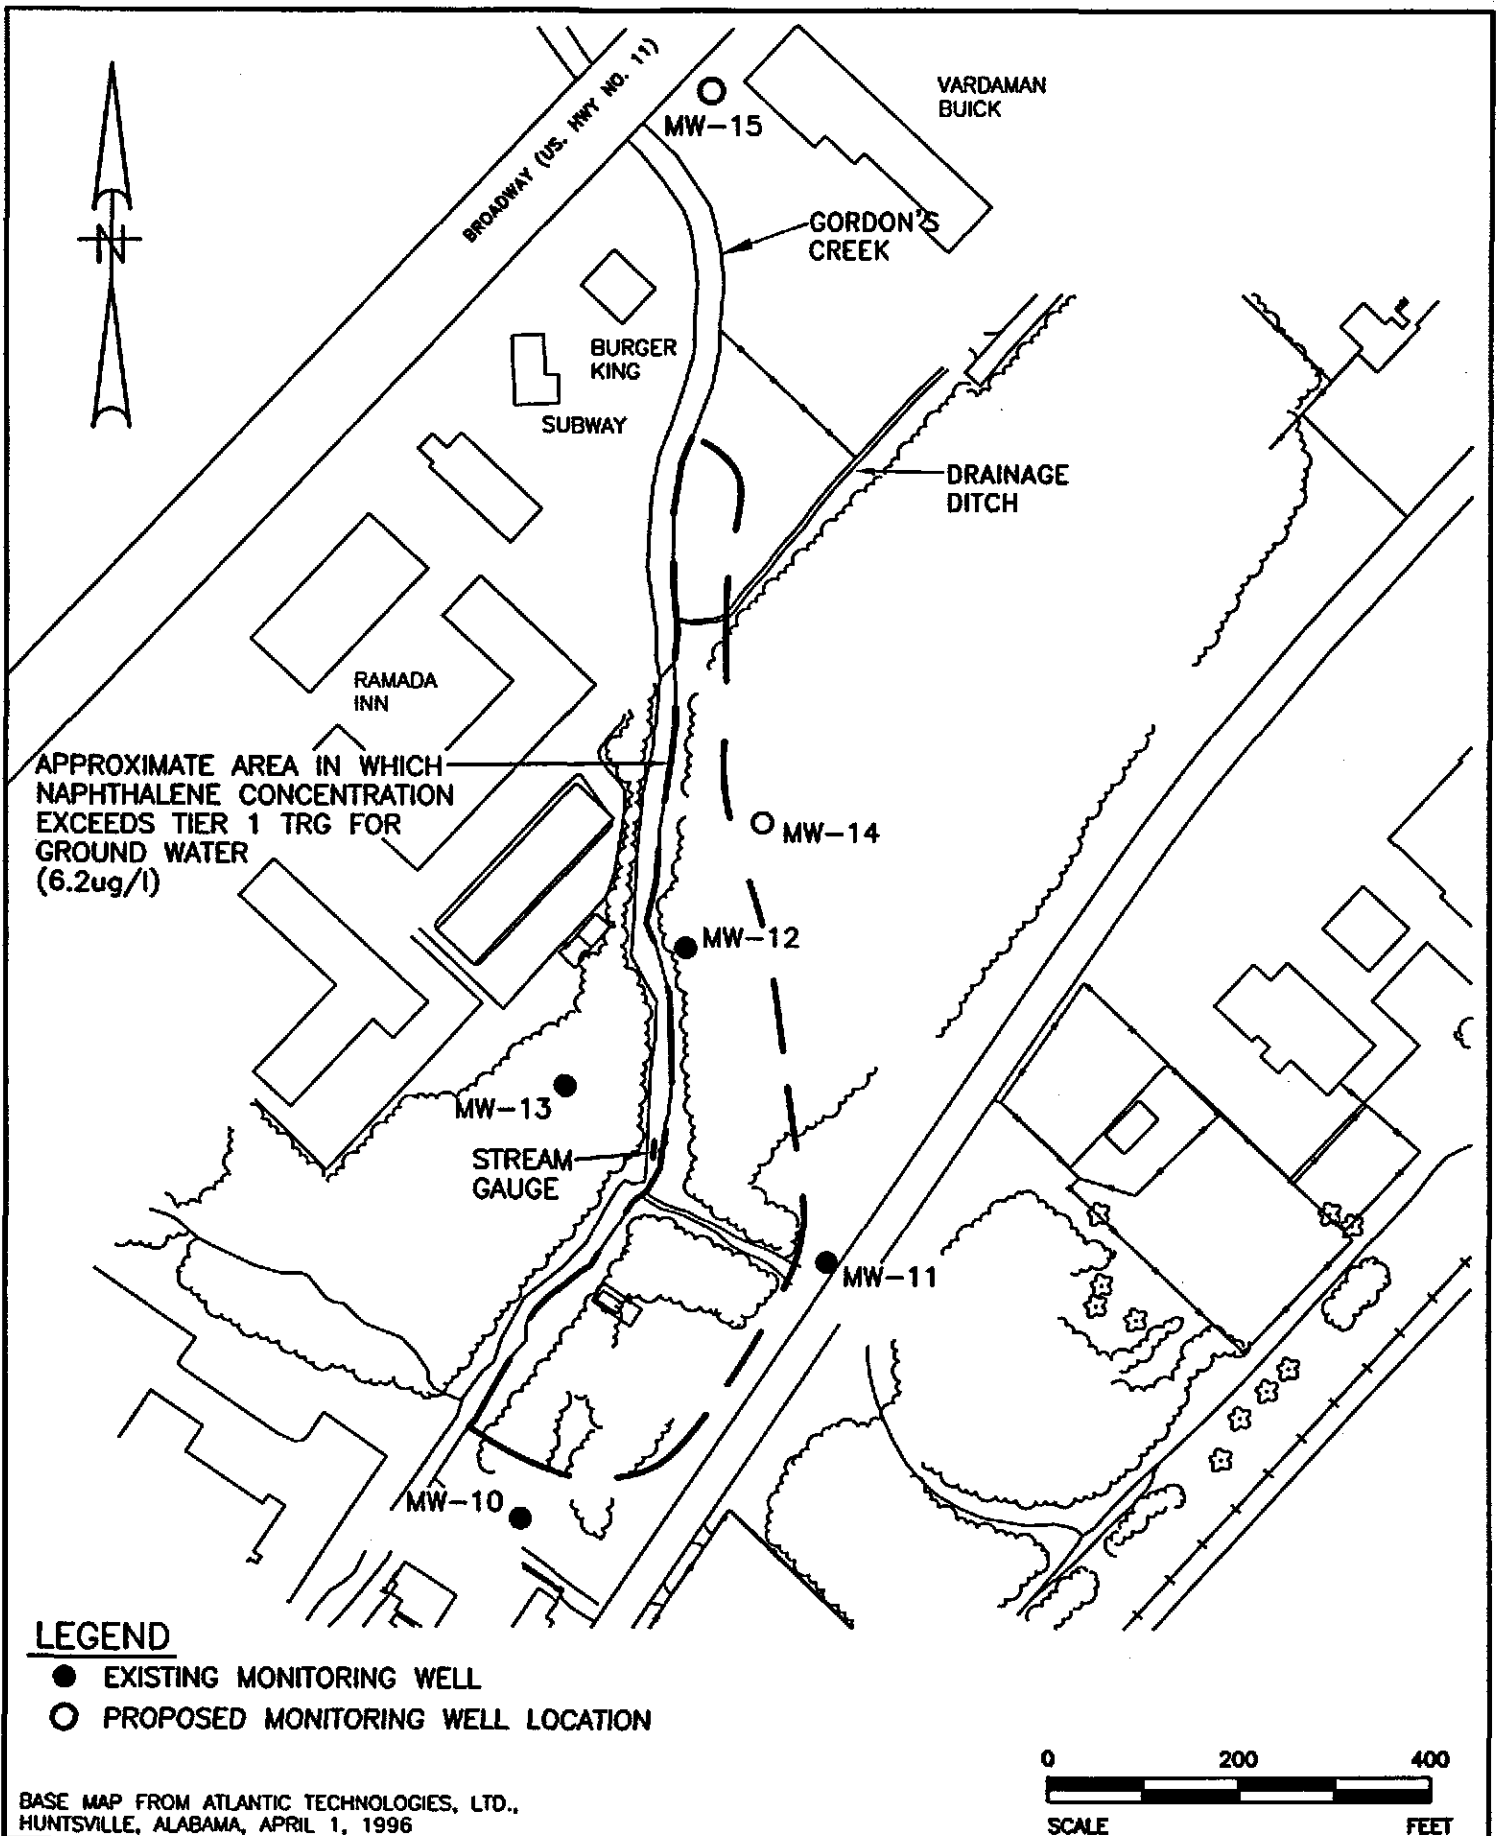 BROADWAY (US. HWY NO. 11)
MW-15
VARDAMAN
BUICK
N
GORDON'S
CREEK
BURGER
KING
SUBWAY
DRAINAGE
DITCH
RAMADA
INN
APPROXIMATE AREA IN WHICH
NAPHTHALENE CONCENTRATION
EXCEEDS TIER 1 TRG FOR
GROUND WATER
(6.2ug/l)
MW-14
MW-12
MW-13
STREAM
GAUGE
MW-11
MW-10
LEGEND
EXISTING MONITORING WELL
PROPOSED MONITORING WELL LOCATION
BASE MAP FROM ATLANTIC TECHNOLOGIES, LTD.,
HUNTSVILLE, ALABAMA, APRIL 1, 1996
0 200 400
SCALE FEET